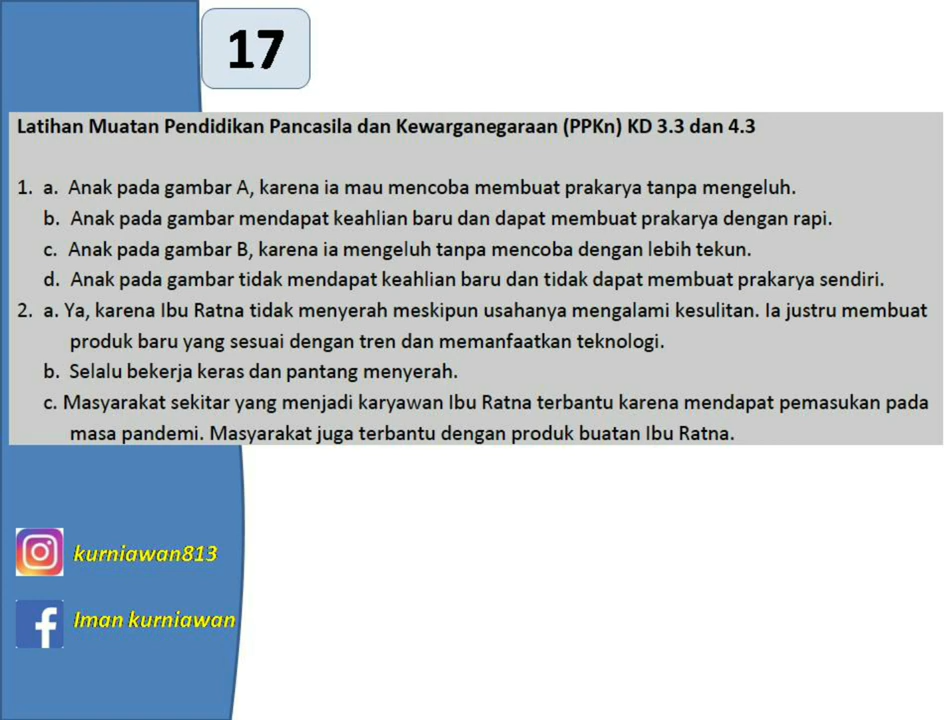 17
Latihan Muatan Pendidikan Pancasila dan Kewarganegaraan (PPKn) KD 3.3 dan 4.3
1. a. Anak pada gambar A, karena ia mau mencoba membuat prakarya tanpa mengeluh.
b. Anak pada gambar mendapat keahlian baru dan dapat membuat prakarya dengan rapi.
c. Anak pada gambar B, karena ia mengeluh tanpa mencoba dengan lebih tekun.
d. Anak pada gambar tidak mendapat keahlian baru dan tidak dapat membuat prakarya sendiri.
2. a. Ya, karena Ibu Ratna tidak menyerah meskipun usahanya mengalami kesulitan. Ia justru membuat
produk baru yang sesuai dengan tren dan memanfaatkan teknologi.
b. Selalu bekerja keras dan pantang menyerah.
c. Masyarakat sekitar yang menjadi karyawan Ibu Ratna terbantu karena mendapat pemasukan pada
masa pandemi. Masyarakat juga terbantu dengan produk buatan Ibu Ratna.
kurniawan813
Iman kurniawan